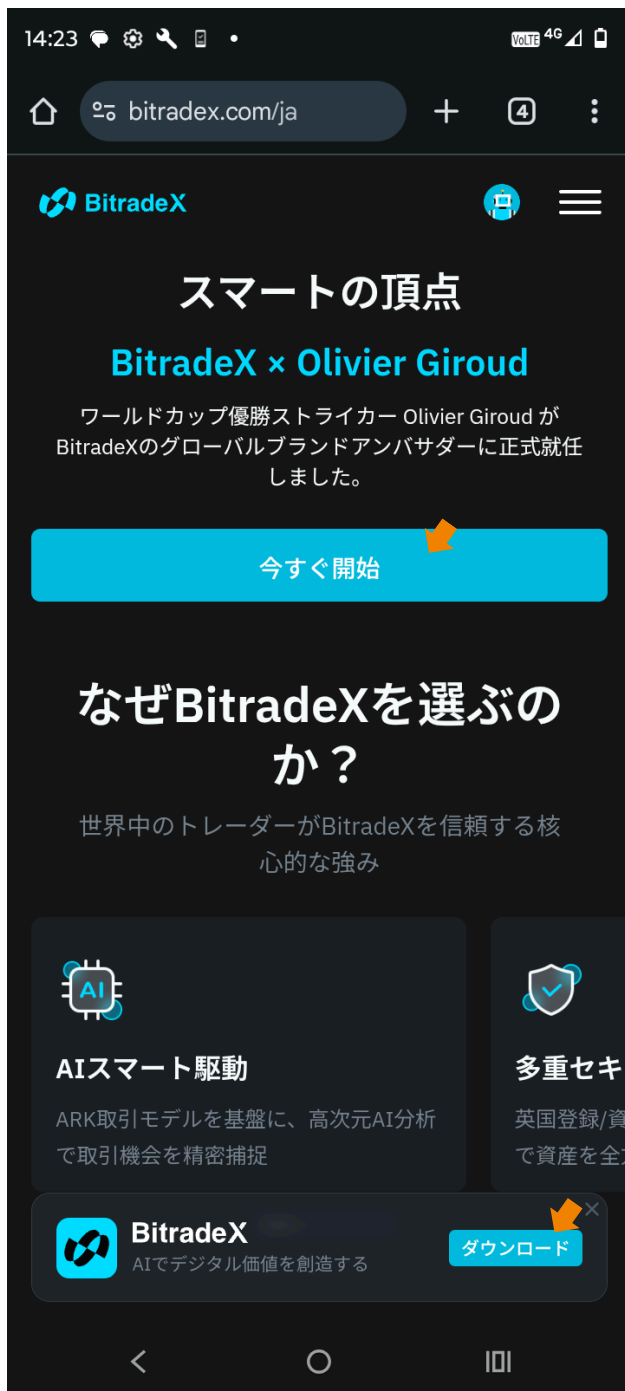 14:23
VoLTE 4G
bitradex.com/ja
4
BitradeX
スマートの頂点
BitradeX × Olivier Giroud
ワールドカップ優勝ストライカー Olivier Giroud が
BitradeXのグローバルブランドアンバサダーに正式就任
しました。
今すぐ開始
なぜBitradeXを選ぶの
か？
世界中のトレーダーがBitradeXを信頼する核
心的な強み
AI
AIスマート駆動
ARK取引モデルを基盤に、高次元AI分析
で取引機会を精密捕捉
多重セキ
英国登録/資
で資産を全
BitradeX
AIでデジタル価値を創造する
ダウンロード